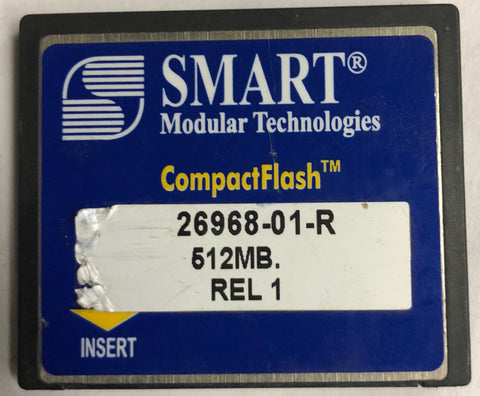 SMART®
Modular Technologies
CompactFlash™
26968-01-R
512MB.
REL 1
INSERT